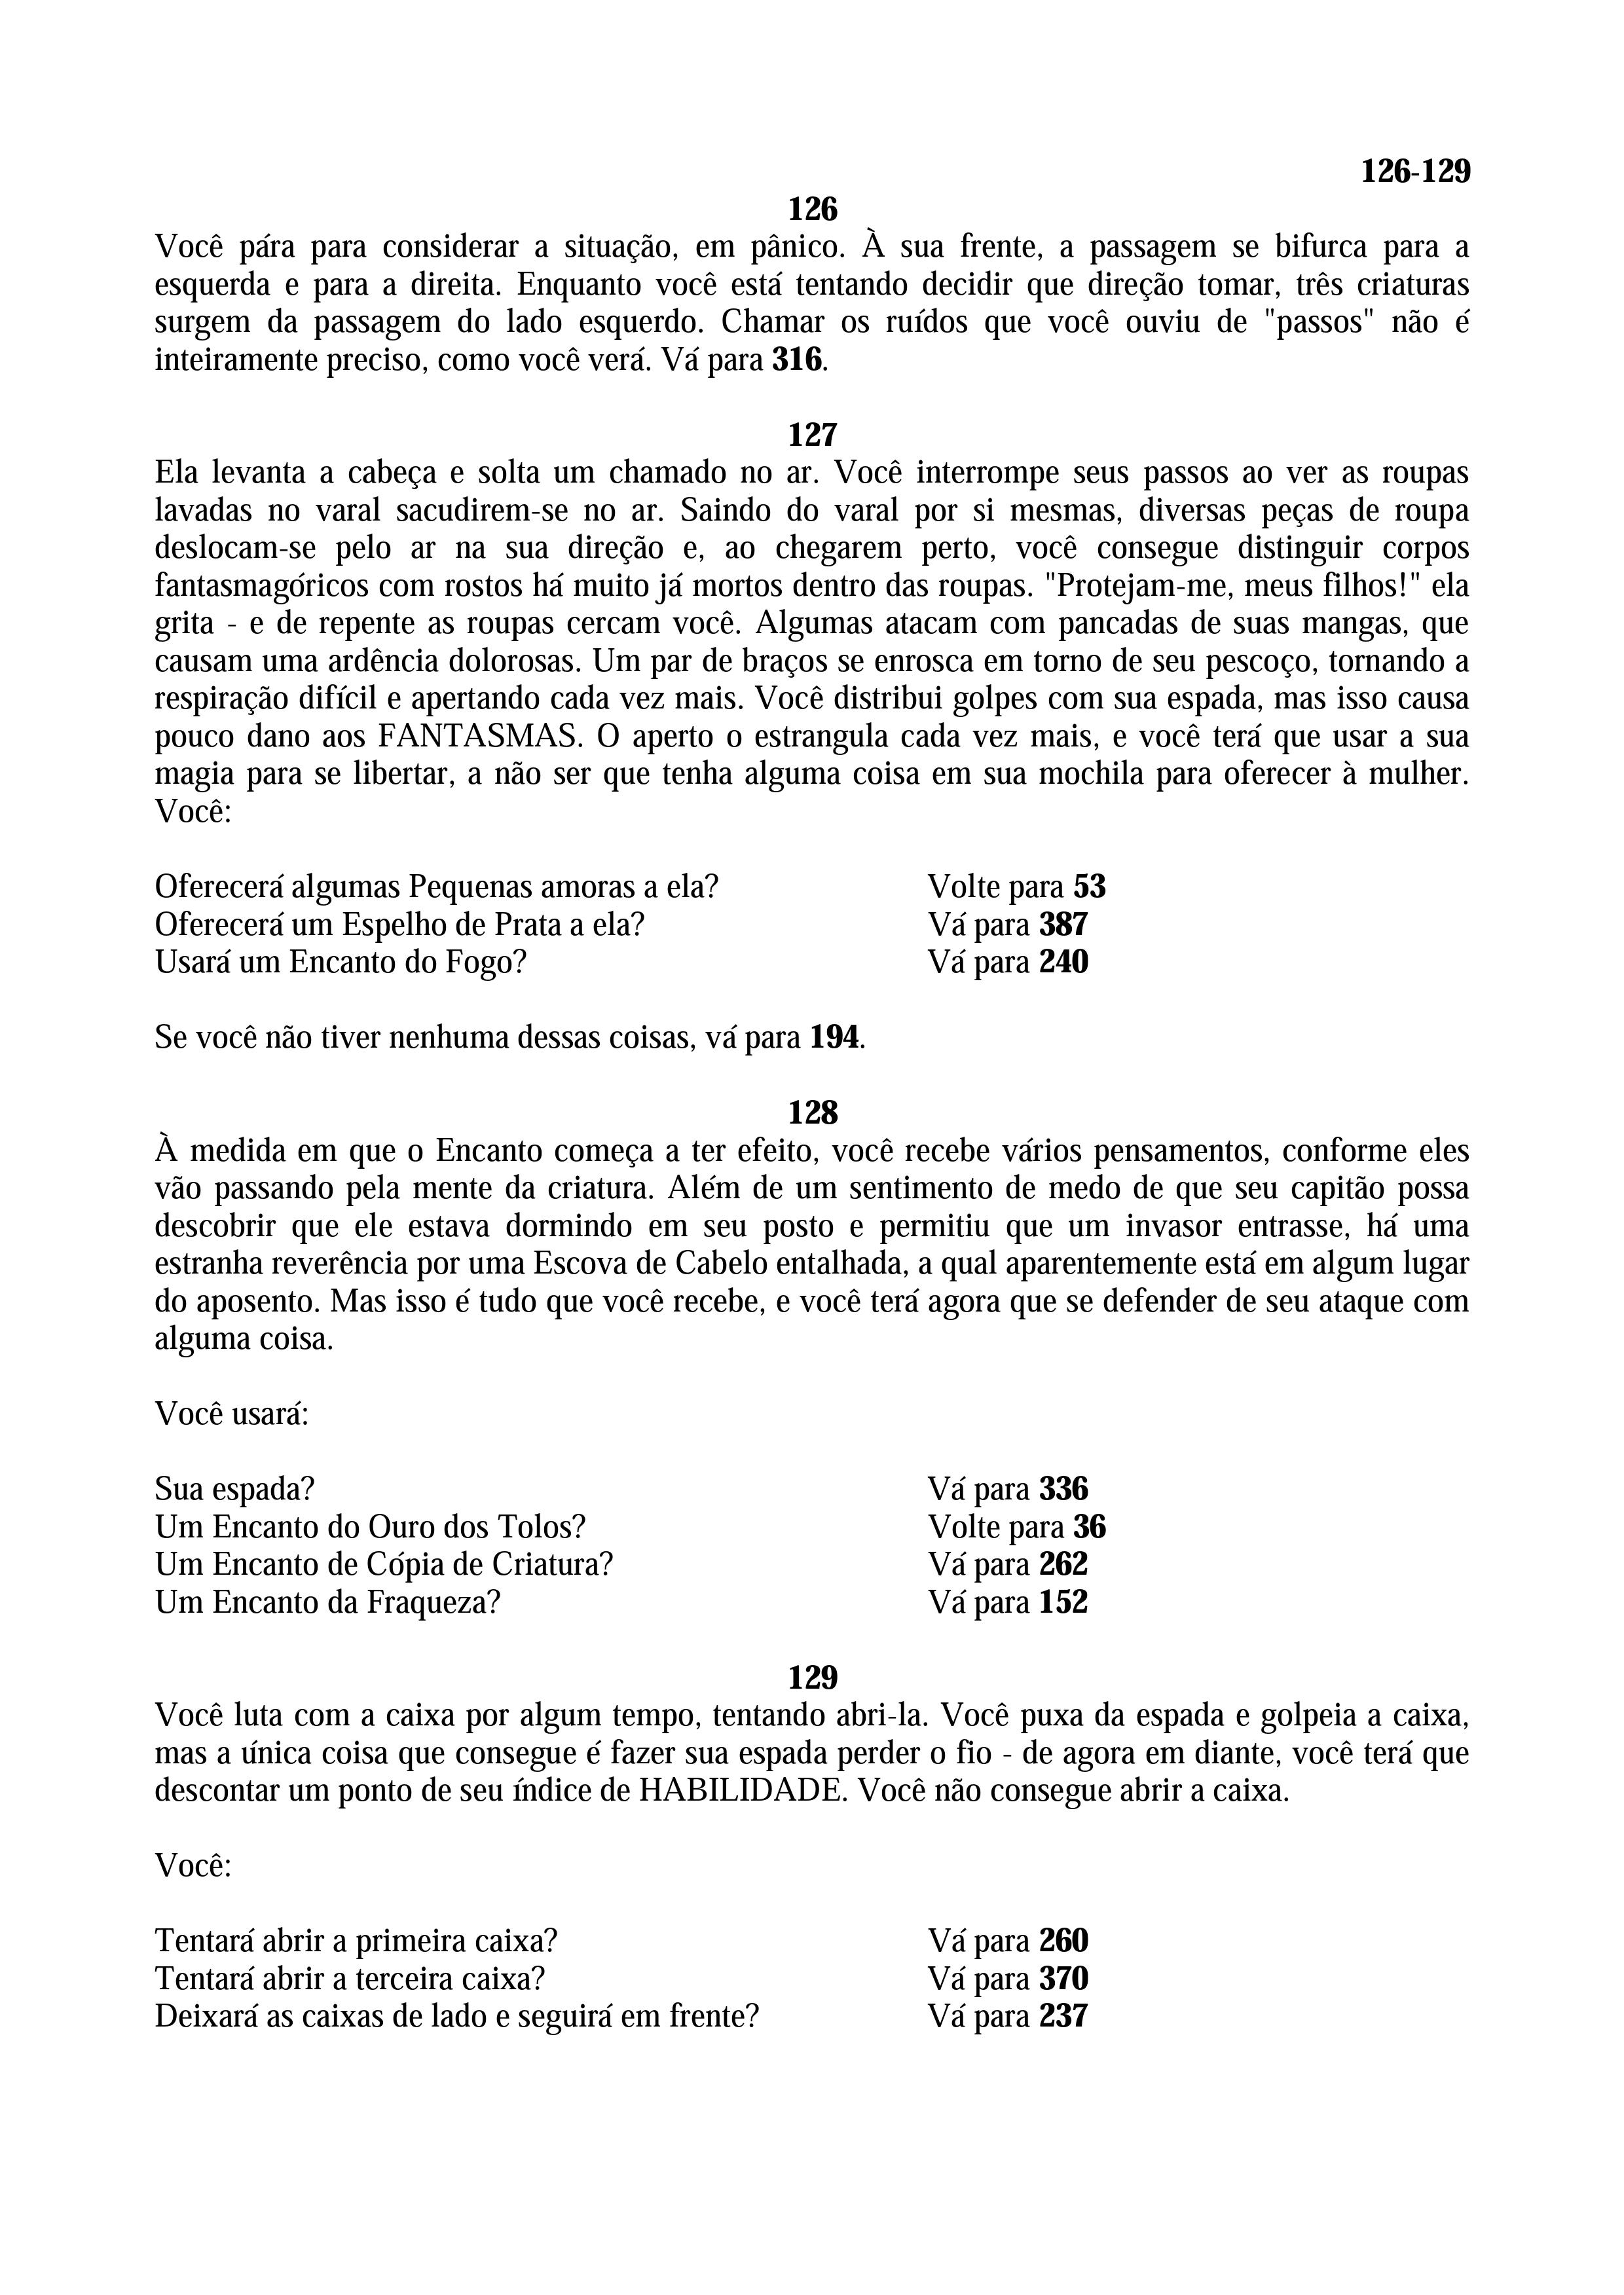 126-129
126
Você pára para considerar a situação, em pânico. À sua frente, a passagem se bifurca para a
esquerda e para a direita. Enquanto você está tentando decidir que direção tomar, três criaturas
surgem da passagem do lado esquerdo. Chamar os ruídos que você ouviu de "passos" não é
inteiramente preciso, como você verá. Vá para 316.
127
Ela levanta a cabeça e solta um chamado no ar. Você interrompe seus passos ao ver as roupas
lavadas no varal sacudirem-se no ar. Saindo do varal por si mesmas, diversas peças de roupa
deslocam-se pelo ar na sua direção e, ao chegarem perto, você consegue distinguir corpos
fantasmagóricos com rostos há muito já mortos dentro das roupas. "Protejam-me, meus filhos!" ela
grita - e de repente as roupas cercam você. Algumas atacam com pancadas de suas mangas, que
causam uma ardência dolorosas. Um par de braços se enrosca em torno de seu pescoço, tornando a
respiração difícil e apertando cada vez mais. Você distribui golpes com sua espada, mas isso causa
pouco dano aos FANTASMAS. O aperto o estrangula cada vez mais, e você terá que usar a sua
magia para se libertar, a não ser que tenha alguma coisa em sua mochila para oferecer à mulher.
Você:
Oferecerá algumas Pequenas amoras a ela? Volte para 53
Oferecerá um Espelho de Prata a ela? Vá para 387
Usará um Encanto do Fogo? Vá para 240
Se você não tiver nenhuma dessas coisas, vá para 194.
128
À medida em que o Encanto começa a ter efeito, você recebe vários pensamentos, conforme eles
vão passando pela mente da criatura. Além de um sentimento de medo de que seu capitão possa
descobrir que ele estava dormindo em seu posto e permitiu que um invasor entrasse, há uma
estranha reverência por uma Escova de Cabelo entalhada, a qual aparentemente está em algum lugar
do aposento. Mas isso é tudo que você recebe, e você terá agora que se defender de seu ataque com
alguma coisa.
Você usará:
Sua espada? Vá para 336
Um Encanto do Ouro dos Tolos? Volte para 36
Um Encanto de Cópia de Criatura? Vá para 262
Um Encanto da Fraqueza? Vá para 152
129
Você luta com a caixa por algum tempo, tentando abri-la. Você puxa da espada e golpeia a caixa,
mas a única coisa que consegue é fazer sua espada perder o fio - de agora em diante, você terá que
descontar um ponto de seu índice de HABILIDADE. Você não consegue abrir a caixa.
Você:
Tentará abrir a primeira caixa? Vá para 260
Tentará abrir a terceira caixa? Vá para 370
Deixará as caixas de lado e seguirá em frente? Vá para 237